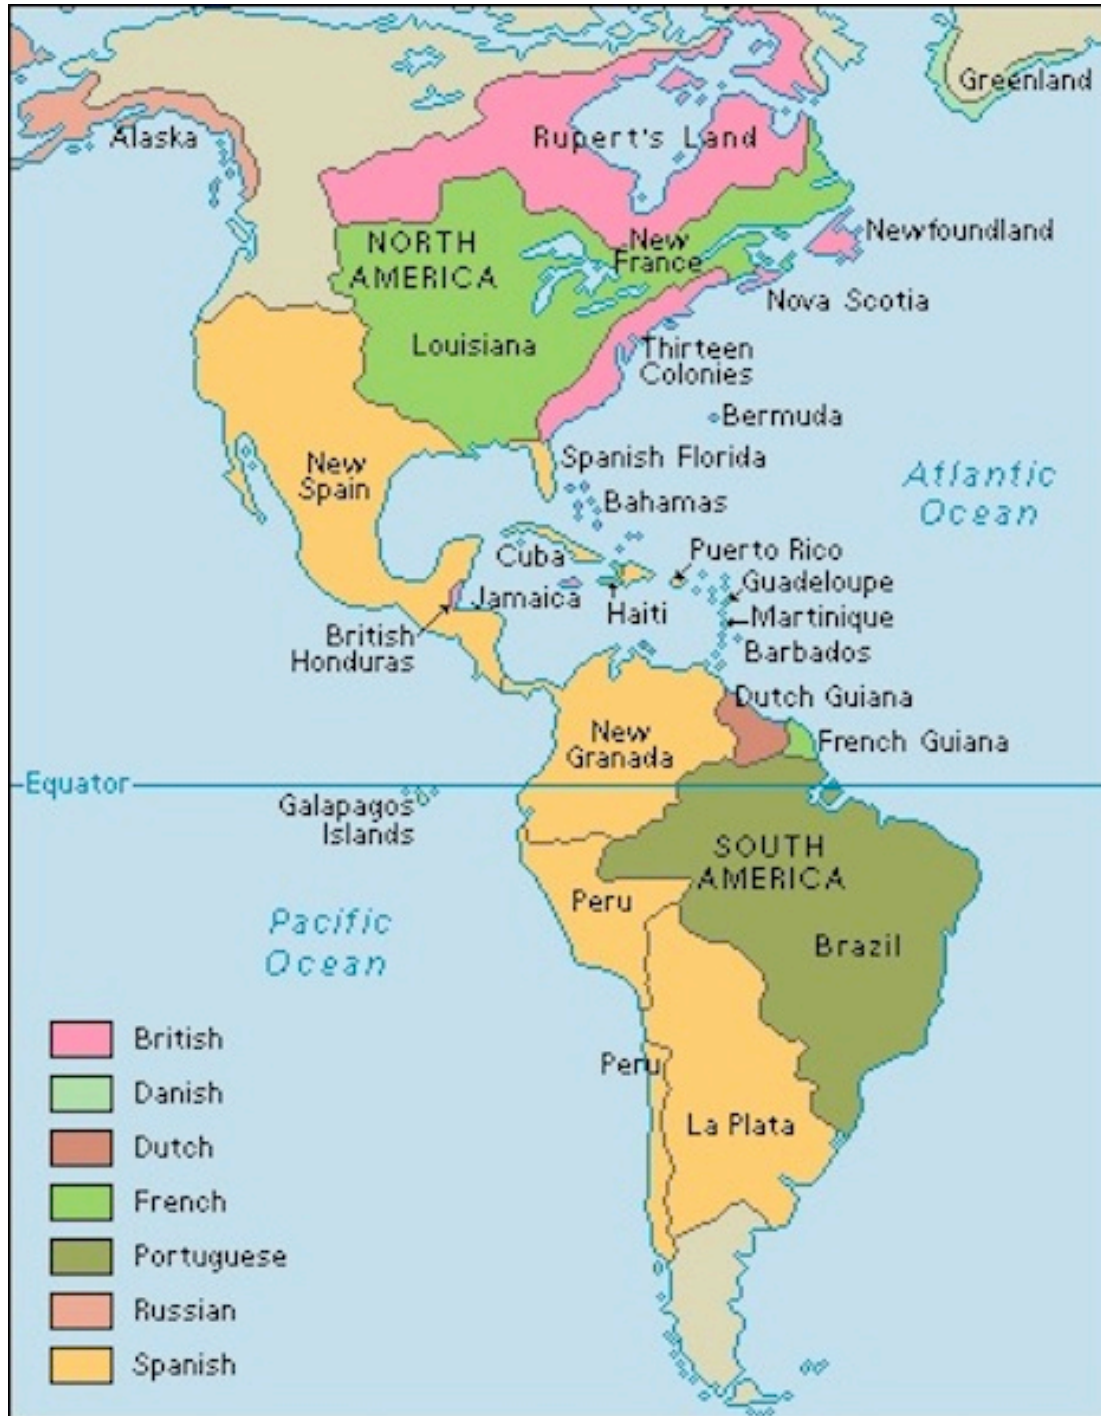 Greenland
Alaska
Rupert's Land
Newfoundland
NORTH
AMERICA
New
France
Nova Scotia
Louisiana
Thirteen
Colonies
Bermuda
Spanish Florida
Atlantic
Ocean
New
Spain
Bahamas
Cuba
Puerto Rico
Guadeloupe
Jamaica
Haiti
Martinique
British
Honduras
Barbados
Dutch Guiana
New
Granada
French Guiana
Equator
Galapagos
Islands
SOUTH
AMERICA
Peru
Pacific
Ocean
Brazil
Peru
La Plata
British
Danish
Dutch
French
Portuguese
Russian
Spanish